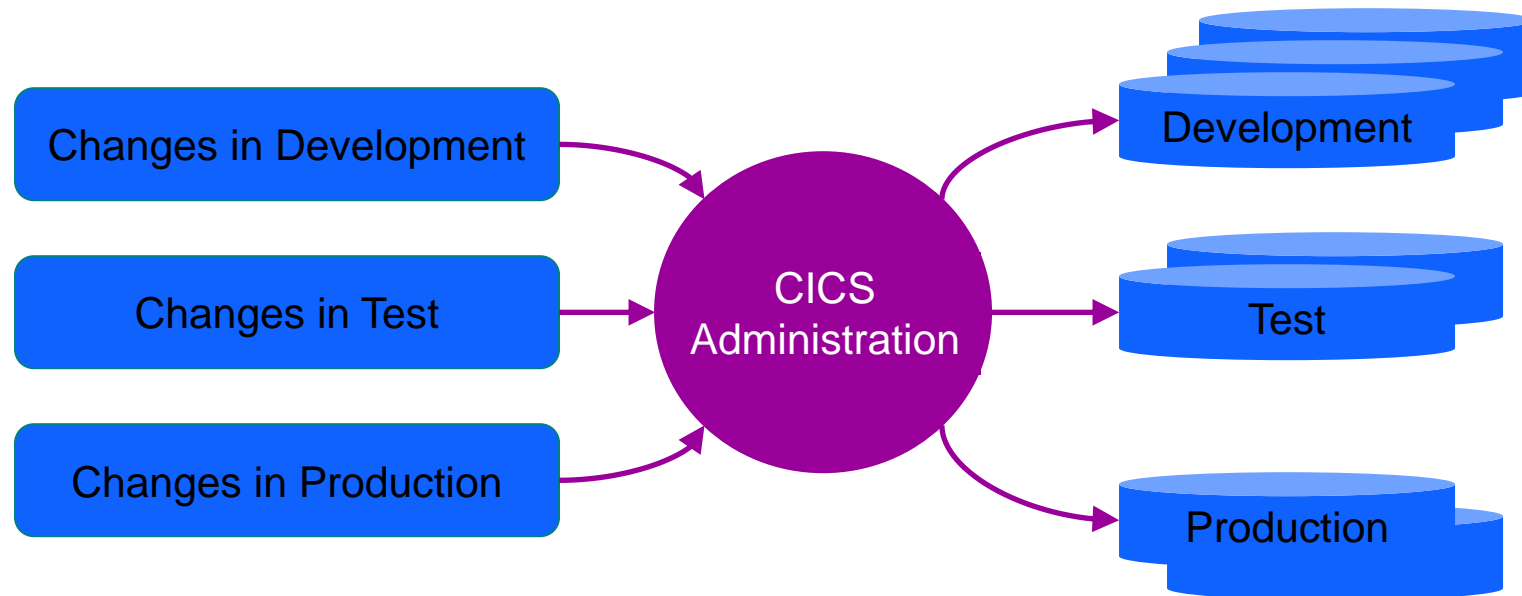 Changes in Development
Changes in Test
Changes in Production
CICS
Administration
Development
Test
Production